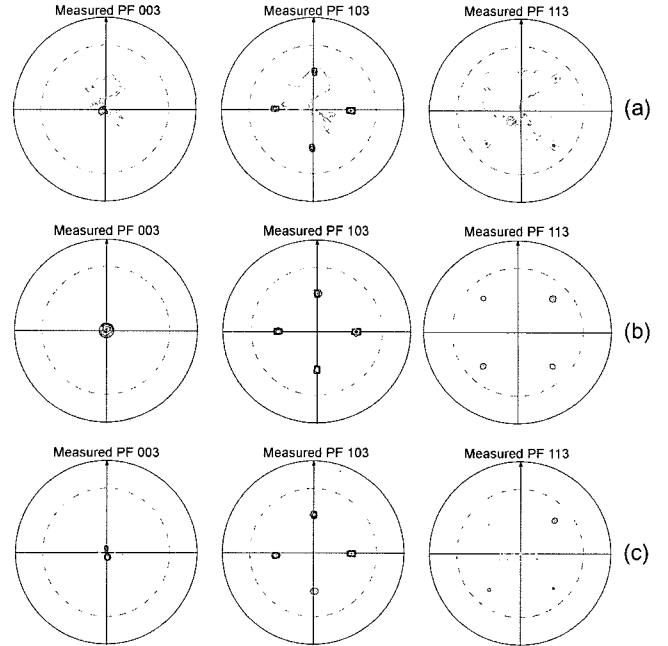 Measured PF 003
Measured PF 103
Measured PF 113
(a)
Measured PF 003
Measured PF 103
Measured PF 113
(b)
Measured PF 003
Measured PF 103
Measured PF 113
(c)